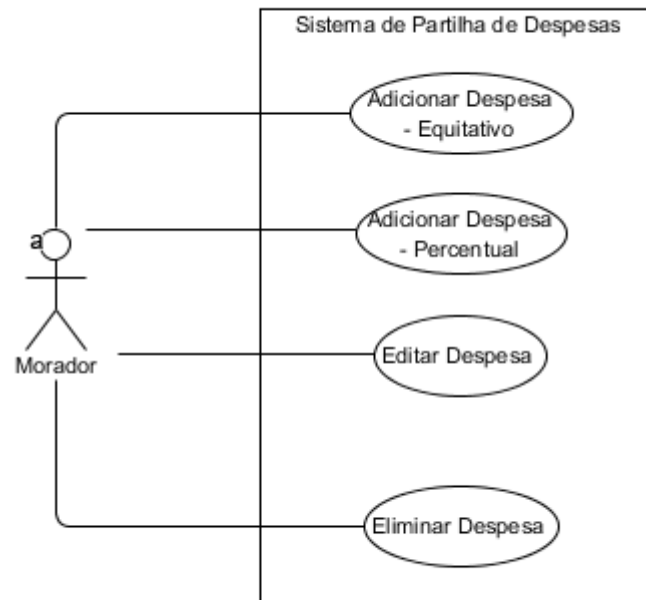 Sistema de Partilha de Despesas
Adicionar Despesa
- Equitativo
a
Adicionar Despesa
- Percentual
Morador
Editar Despesa
Eliminar Despesa